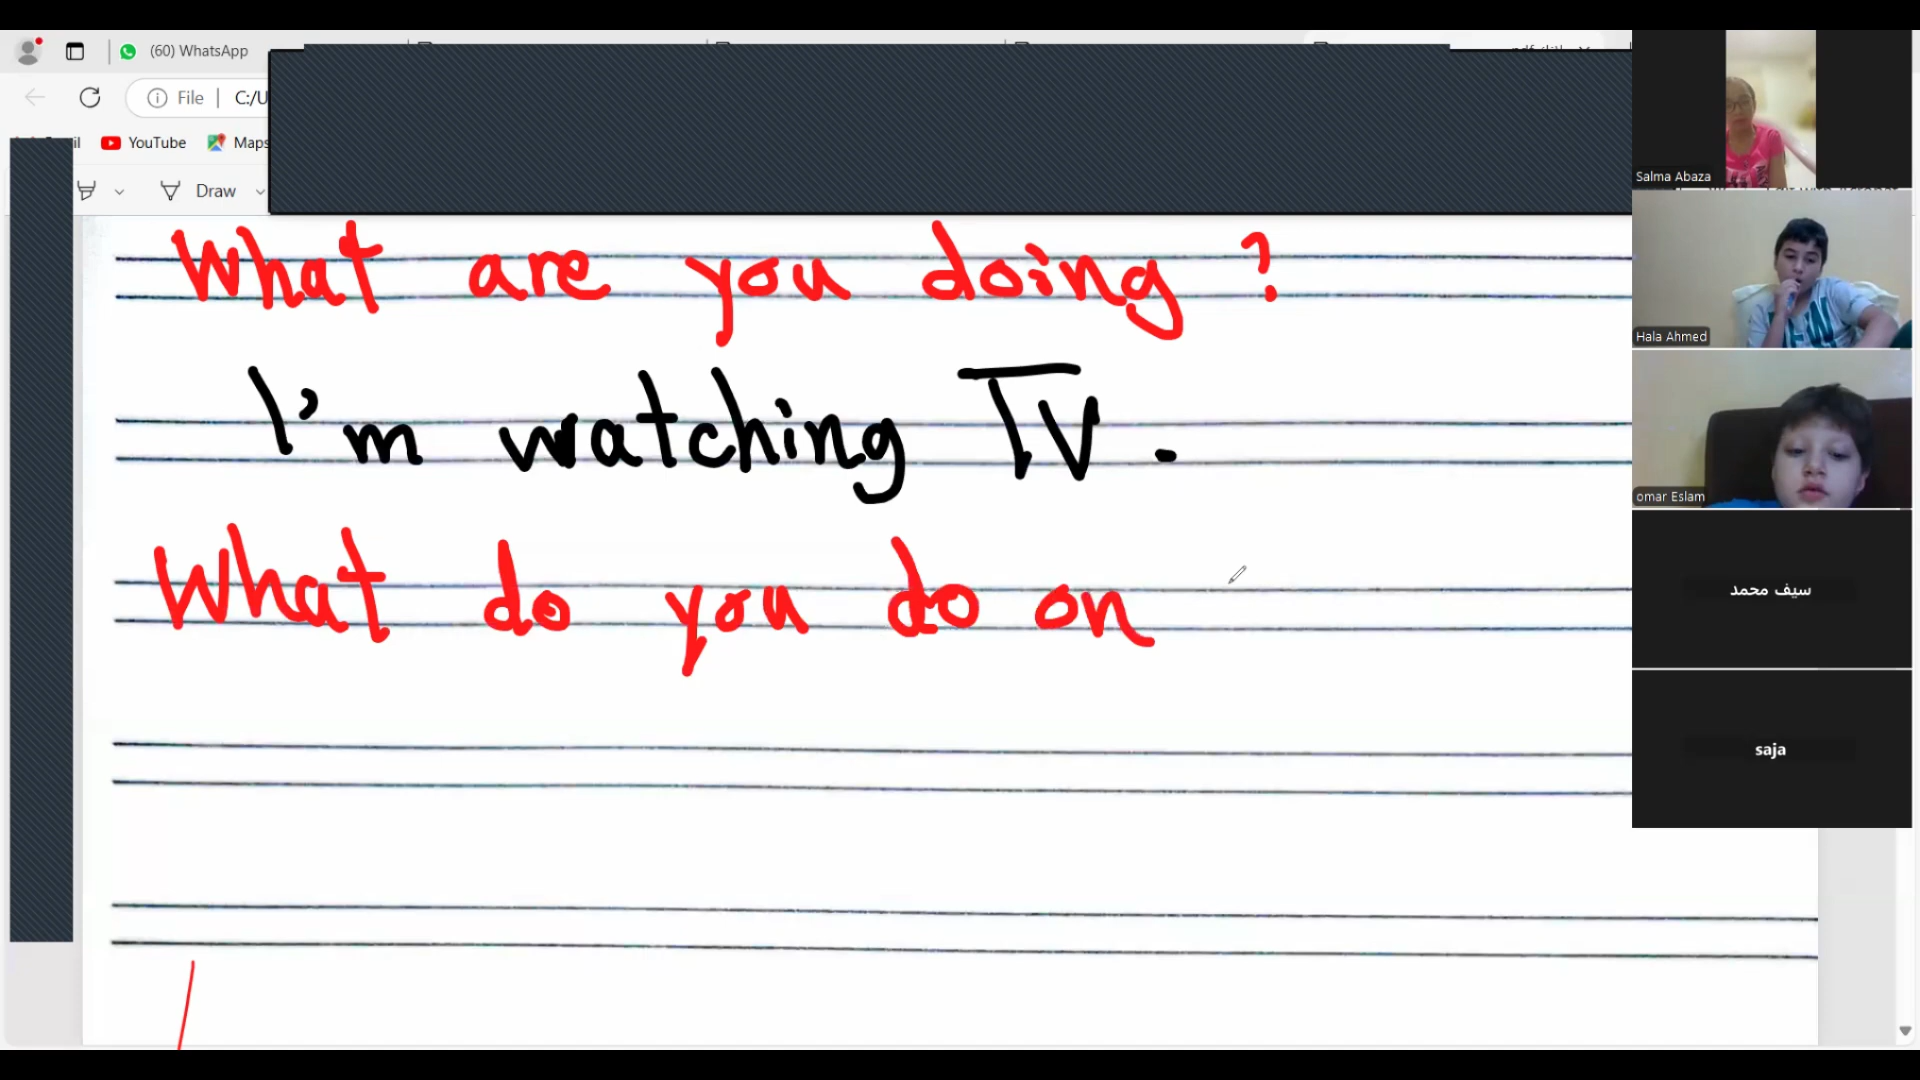 (60) WhatsApp
File C:/U
YouTube Maps
Draw
What are you doing?
I'm watching TV.
What do you do on
Salma Abaza
Hala Ahmed
omar Eslam
سيف محمد
saja